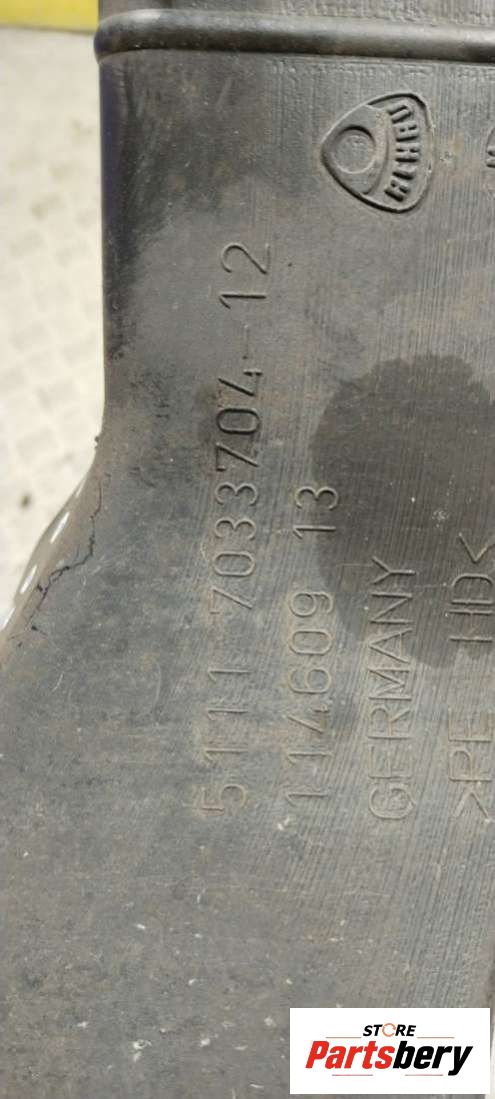 REHAU
5111 7033704-12
114609 13
GERMANY
>PE HD<
STORE
Partsbery